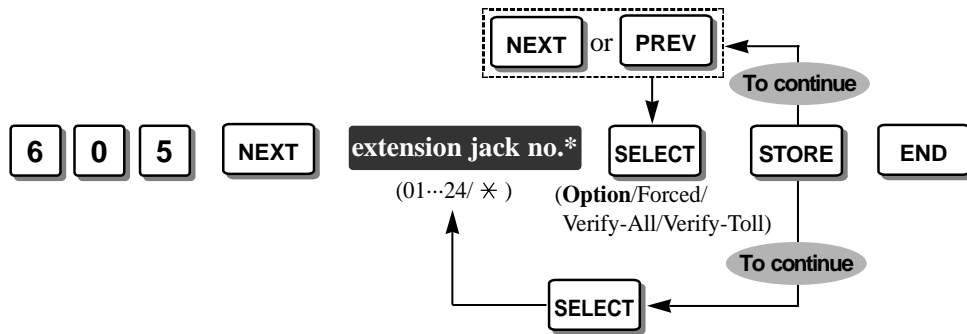 NEXT or PREV
To continue
6 0 5 NEXT extension jack no.* SELECT STORE END
(01···24/ ✳ )
(Option/Forced/
Verify-All/Verify-Toll)
To continue
SELECT